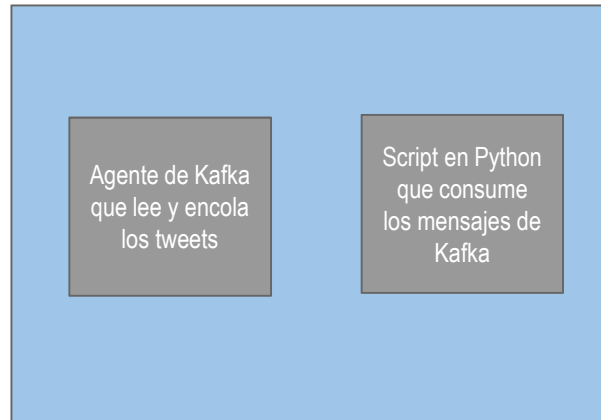 Agente de Kafka
que lee y encola
los tweets
Script en Python
que consume
los mensajes de
Kafka